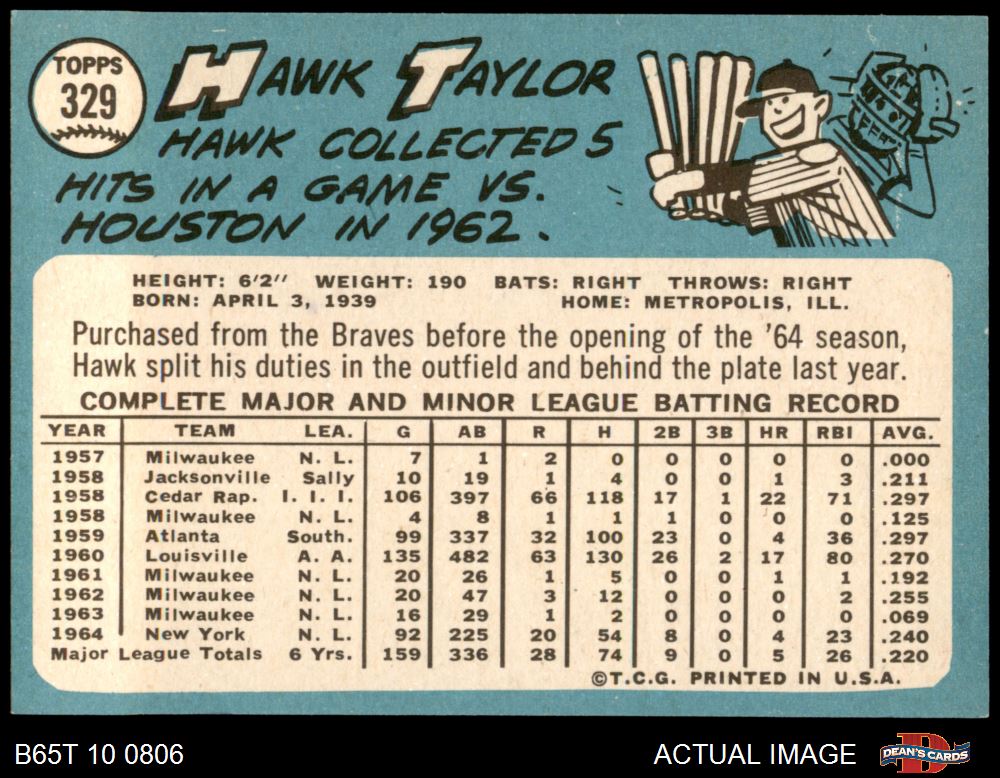 TOPPS
329
HAWK TAYLOR
HAWK COLLECTED 5
HITS IN A GAME VS.
HOUSTON IN 1962.
HEIGHT: 6'2" WEIGHT: 190 BATS: RIGHT THROWS: RIGHT
BORN: APRIL 3, 1939 HOME: METROPOLIS, ILL.
Purchased from the Braves before the opening of the '64 season,
Hawk split his duties in the outfield and behind the plate last year.
COMPLETE MAJOR AND MINOR LEAGUE BATTING RECORD
YEAR TEAM LEA. G AB R H 2B 3B HR RBI AVG.
1957 Milwaukee N. L. 7 1 2 0 0 0 0 0 .000
1958 Jacksonville Sally 10 19 1 4 0 0 1 3 .211
1958 Cedar Rap. I. I. I. 106 397 66 118 17 1 22 71 .297
1958 Milwaukee N. L. 4 8 1 1 1 0 0 0 .125
1959 Atlanta South. 99 337 32 100 23 0 4 36 .297
1960 Louisville A. A. 135 482 63 130 26 2 17 80 .270
1961 Milwaukee N. L. 20 26 1 5 0 0 1 1 .192
1962 Milwaukee N. L. 20 47 3 12 0 0 0 2 .255
1963 Milwaukee N. L. 16 29 1 2 0 0 0 0 .069
1964 New York N. L. 92 225 20 54 8 0 4 23 .240
Major League Totals 6 Yrs. 159 336 28 74 9 0 5 26 .220
©T.C.G. PRINTED IN U.S.A.
B65T 10 0806 ACTUAL IMAGE DEAN'S CARDS